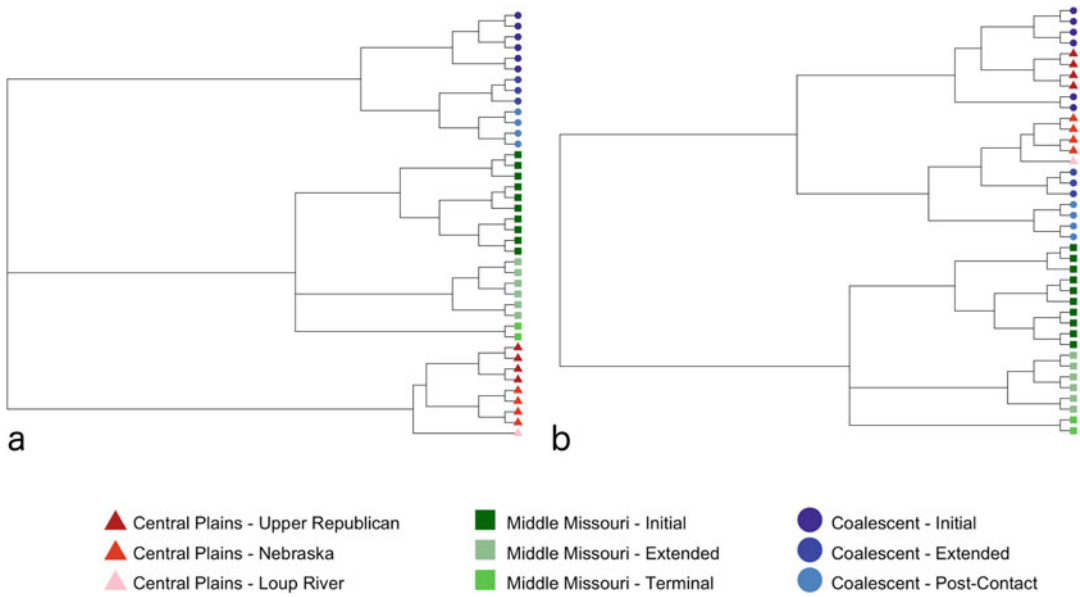 a
b
Central Plains - Upper Republican
Central Plains - Nebraska
Central Plains - Loup River
Middle Missouri - Initial
Middle Missouri - Extended
Middle Missouri - Terminal
Coalescent - Initial
Coalescent - Extended
Coalescent - Post-Contact